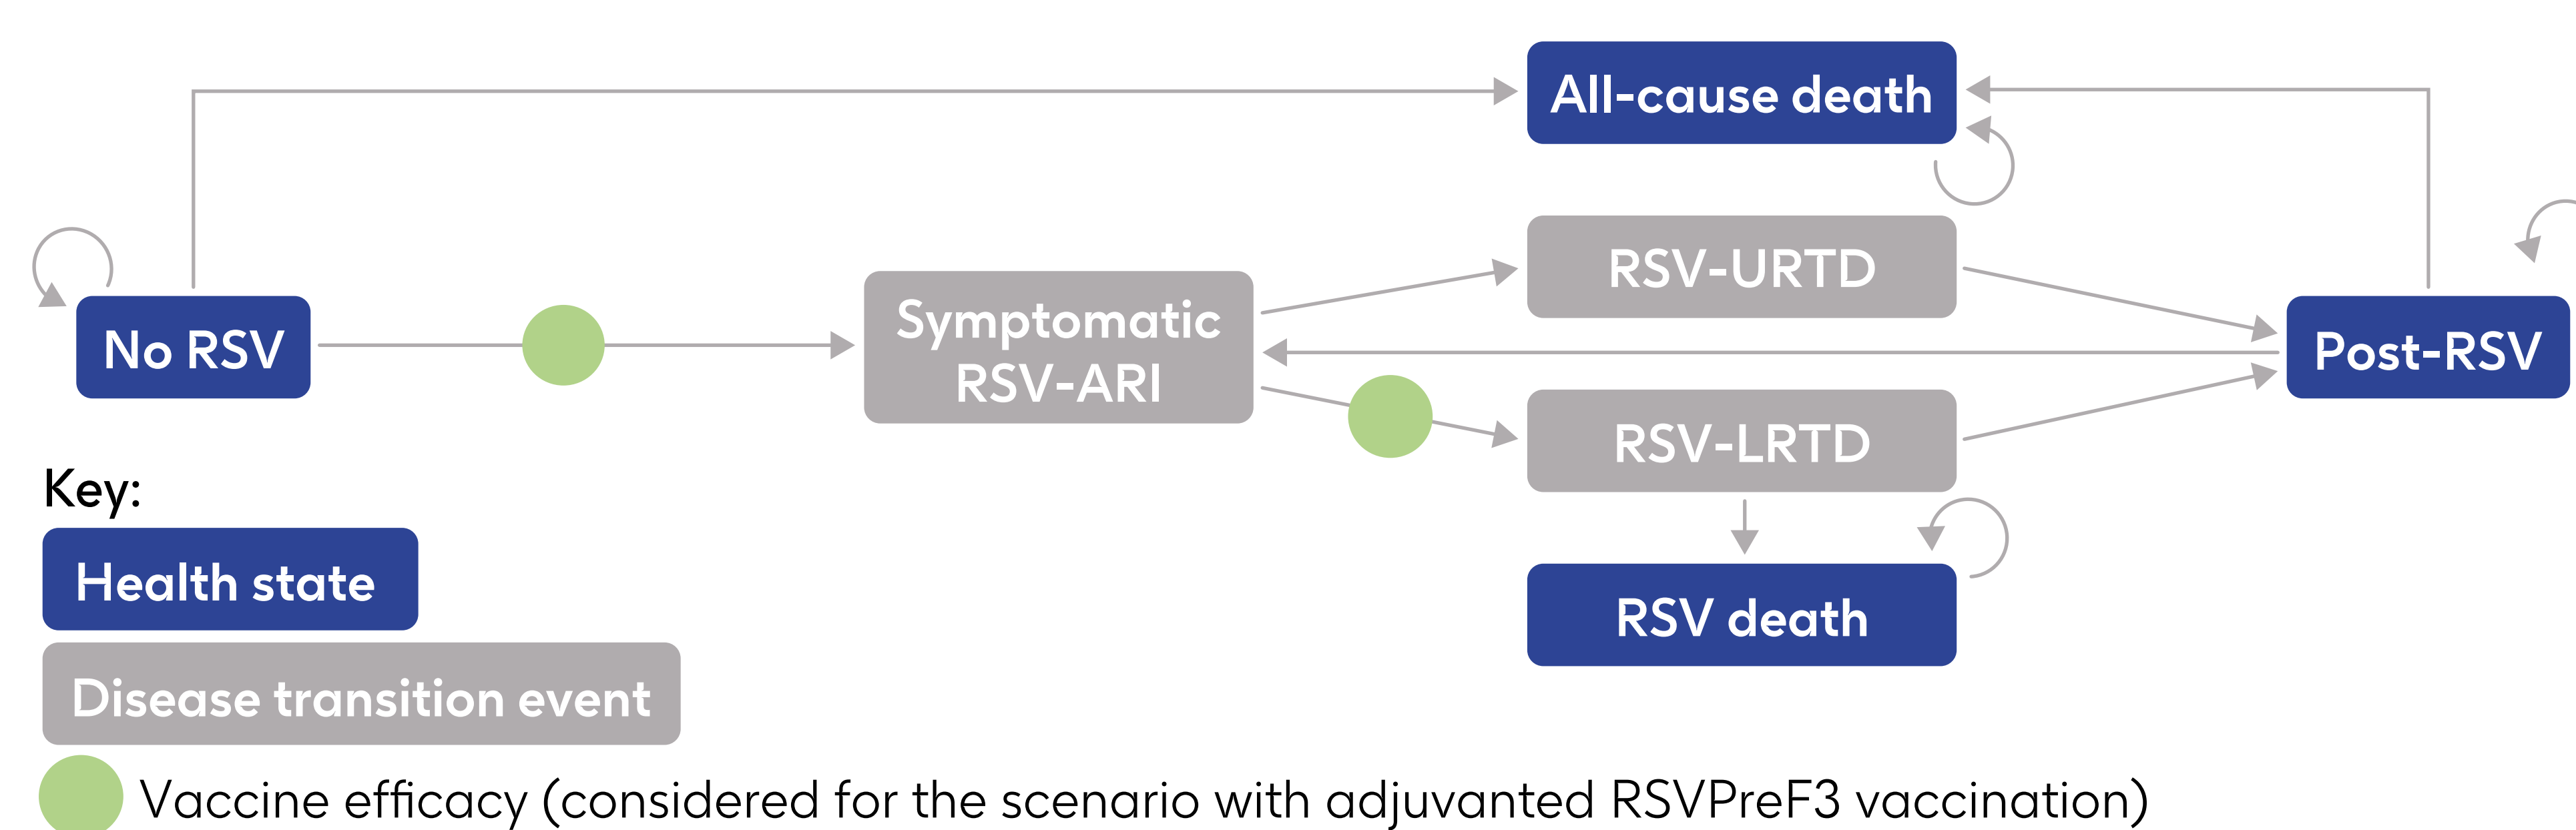 All-cause death
RSV-URTD
No RSV
Symptomatic
RSV-ARI
Post-RSV
RSV-LRTD
RSV death
Key:
Health state
Disease transition event
Vaccine efficacy (considered for the scenario with adjuvanted RSVPreF3 vaccination)